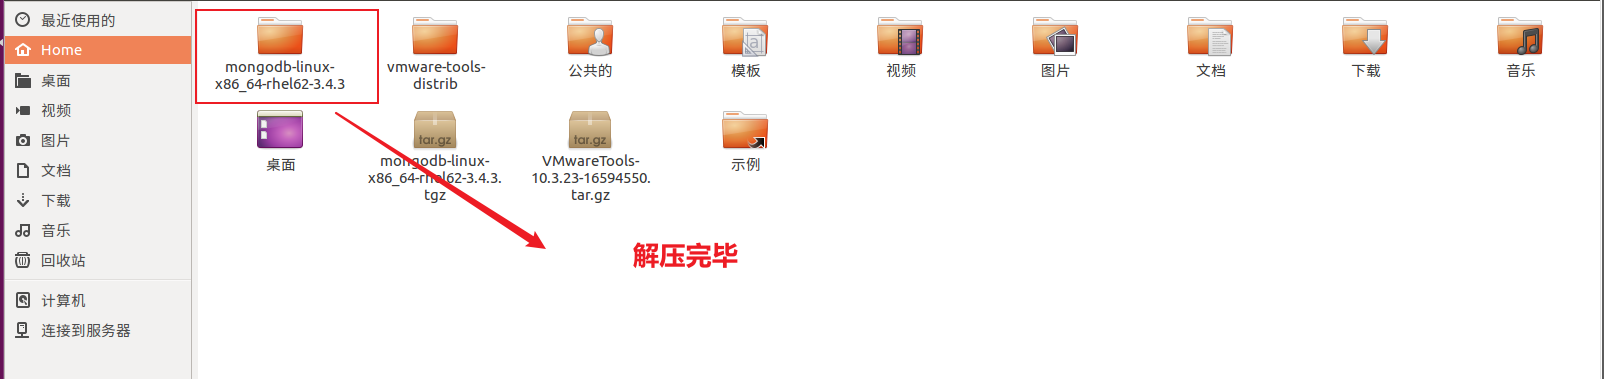 最近使用的
Home
桌面
视频
图片
文档
下载
音乐
回收站
计算机
连接到服务器
mongodb-linux-
x86_64-rhel62-3.4.3
vmware-tools-
distrib
公共的
模板
视频
图片
文档
下载
音乐
桌面
tar.gz
mongodb-linux-
x86_64-rhel62-3.4.3.
tgz
tar.gz
VMwareTools-
10.3.23-16594550.
tar.gz
示例
解压完毕